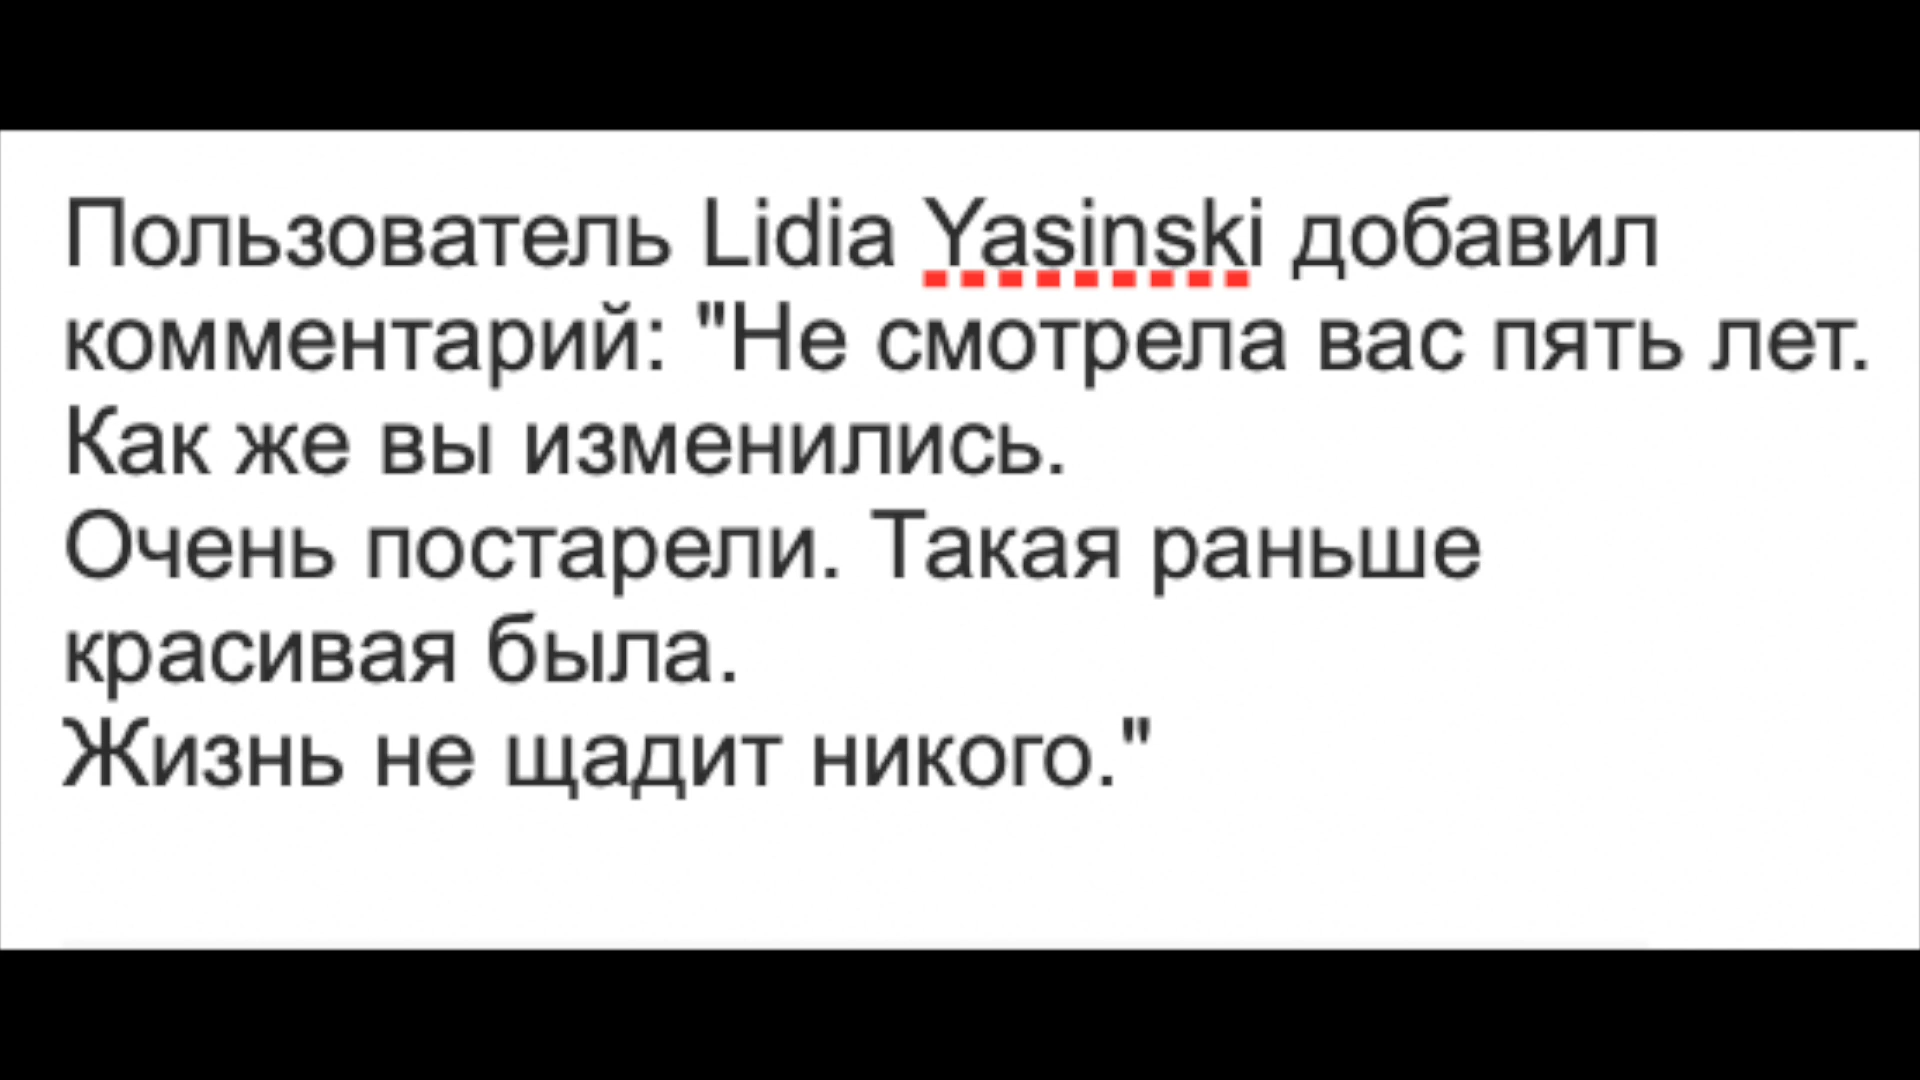 Пользователь Lidia Yasinski добавил
комментарий: "Не смотрела вас пять лет.
Как же вы изменились.
Очень постарели. Такая раньше
красивая была.
Жизнь не щадит никого."